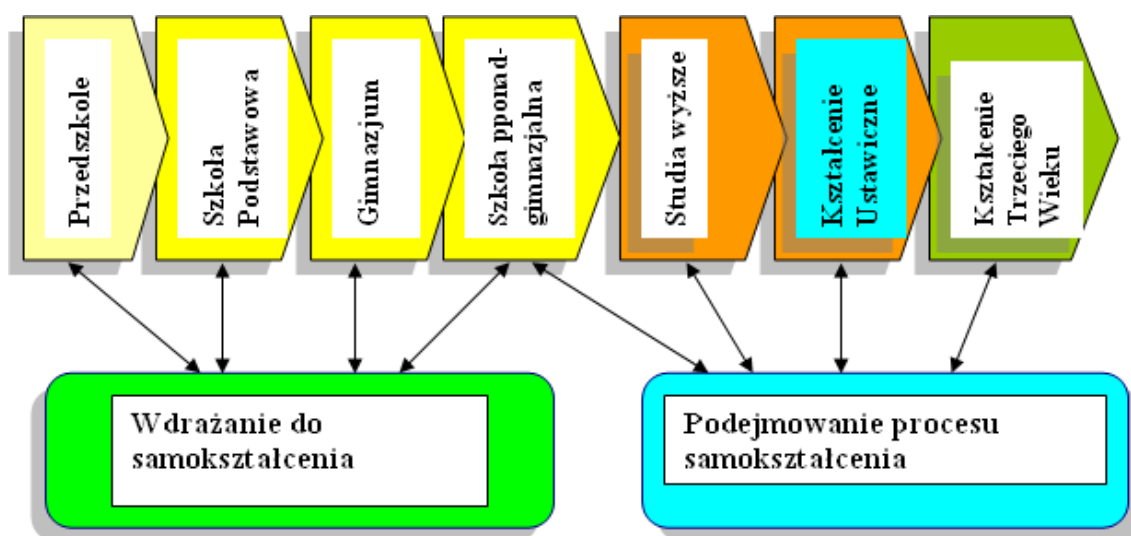 Przedszkole
Szkoła
Podstawowa
Gimnazjum
Szkoła pponad-
gimnazjalna
Studia wyższe
Kształcenie
Ustawiczne
Kształcenie
Trzeciego
Wieku
Wdrażanie do
samokształcenia
Podejmowanie procesu
samokształcenia